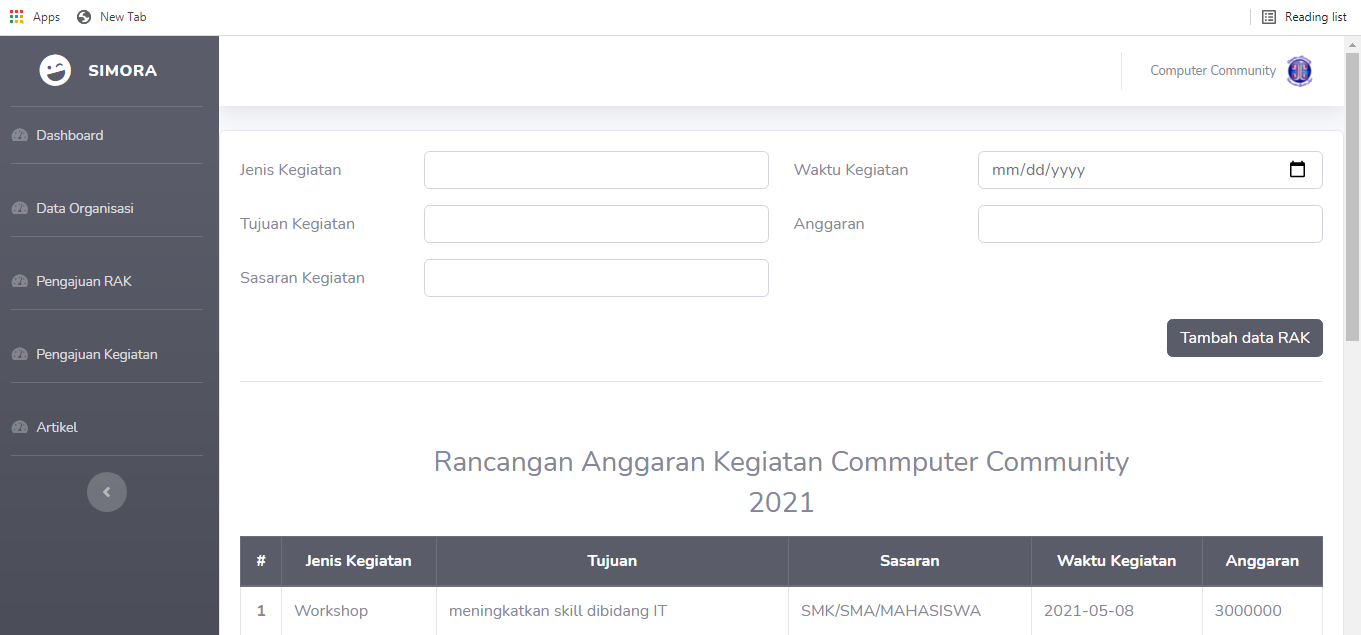 Apps New Tab Reading list
SIMORA
Computer Community
Dashboard
Data Organisasi
Pengajuan RAK
Pengajuan Kegiatan
Artikel
Jenis Kegiatan
Waktu Kegiatan mm/dd/yyyy
Tujuan Kegiatan
Anggaran
Sasaran Kegiatan
Tambah data RAK
Rancangan Anggaran Kegiatan Commputer Community
2021
# Jenis Kegiatan Tujuan Sasaran Waktu Kegiatan Anggaran
1 Workshop meningkatkan skill dibidang IT SMK/SMA/MAHASISWA 2021-05-08 3000000